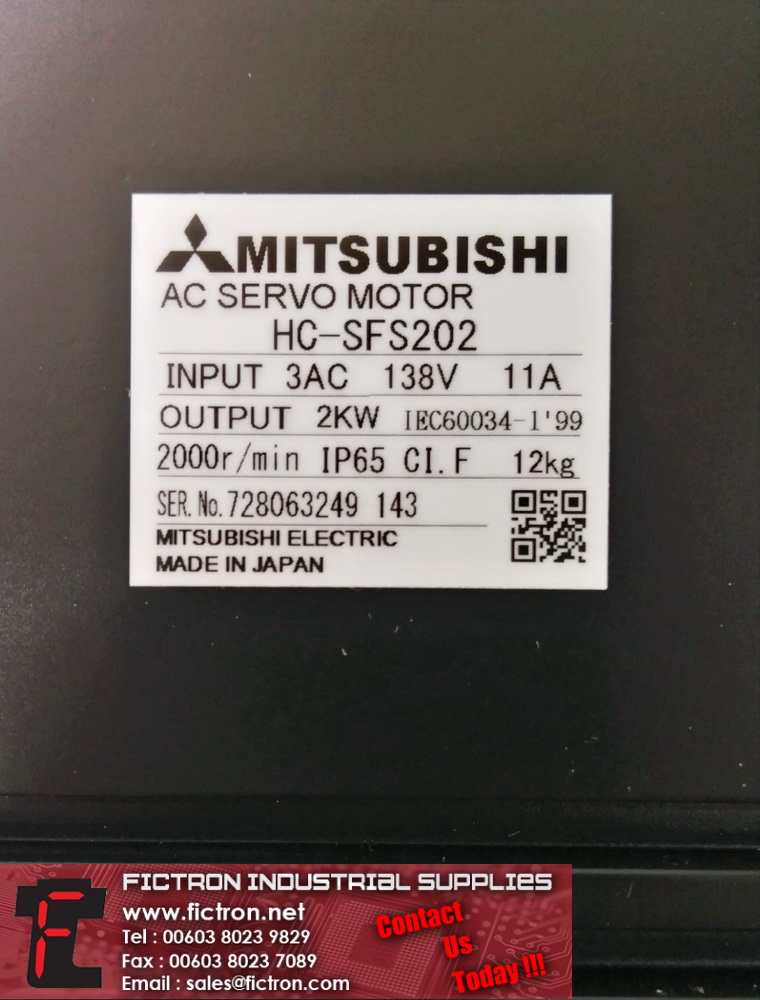 MITSUBISHI
AC SERVO MOTOR
HC-SFS202
INPUT 3AC 138V 11A
OUTPUT 2KW IEC60034-1'99
2000r/min IP65 CI.F 12kg
SER.No.728063249 143
MITSUBISHI ELECTRIC
MADE IN JAPAN
FICTRON INDUSTRIAL SUPPLIES
www.fictron.net
Tel : 00603 8023 9829
Fax : 00603 8023 7089
Email : sales@fictron.com
Contact
Us
Today !!!